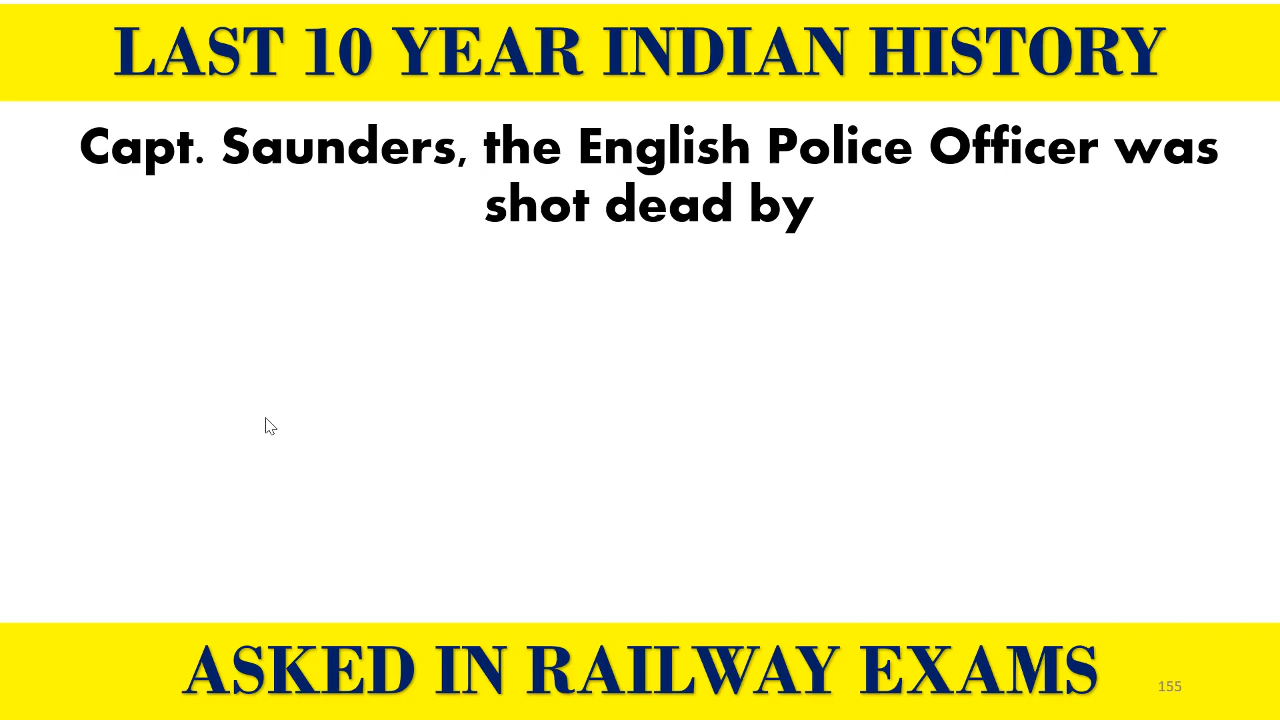 LAST 10 YEAR INDIAN HISTORY
Capt. Saunders, the English Police Officer was
shot dead by
ASKED IN RAILWAY EXAMS
155